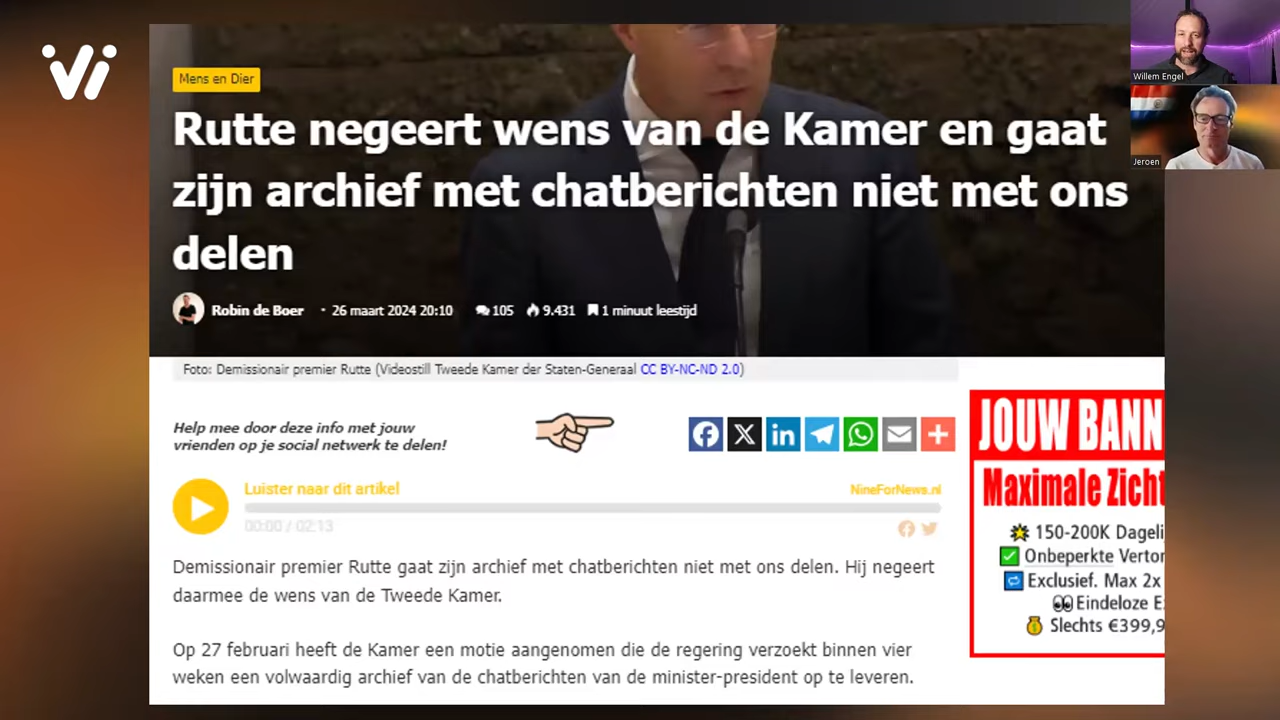 Willem Engel
Jeroen
Mens en Dier
Rutte negeert wens van de Kamer en gaat
zijn archief met chatberichten niet met ons
delen
Robin de Boer • 26 maart 2024 20:10 105 9.431 1 minuut leestijd
Foto: Demissionair premier Rutte (Videostill Tweede Kamer der Staten-Generaal CC BY-NC-ND 2.0)
Help mee door deze info met jouw
vrienden op je social netwerk te delen!
Luister naar dit artikel NineForNews.nl
00:00 / 02:13
Demissionair premier Rutte gaat zijn archief met chatberichten niet met ons delen. Hij negeert
daarmee de wens van de Tweede Kamer.
Op 27 februari heeft de Kamer een motie aangenomen die de regering verzoekt binnen vier
weken een volwaardig archief van de chatberichten van de minister-president op te leveren.
JOUW BANN
Maximale Zicht
150-200K Dageli
Onbeperkte Vertor
Exclusief. Max 2x
Eindeloze E
Slechts €399,9